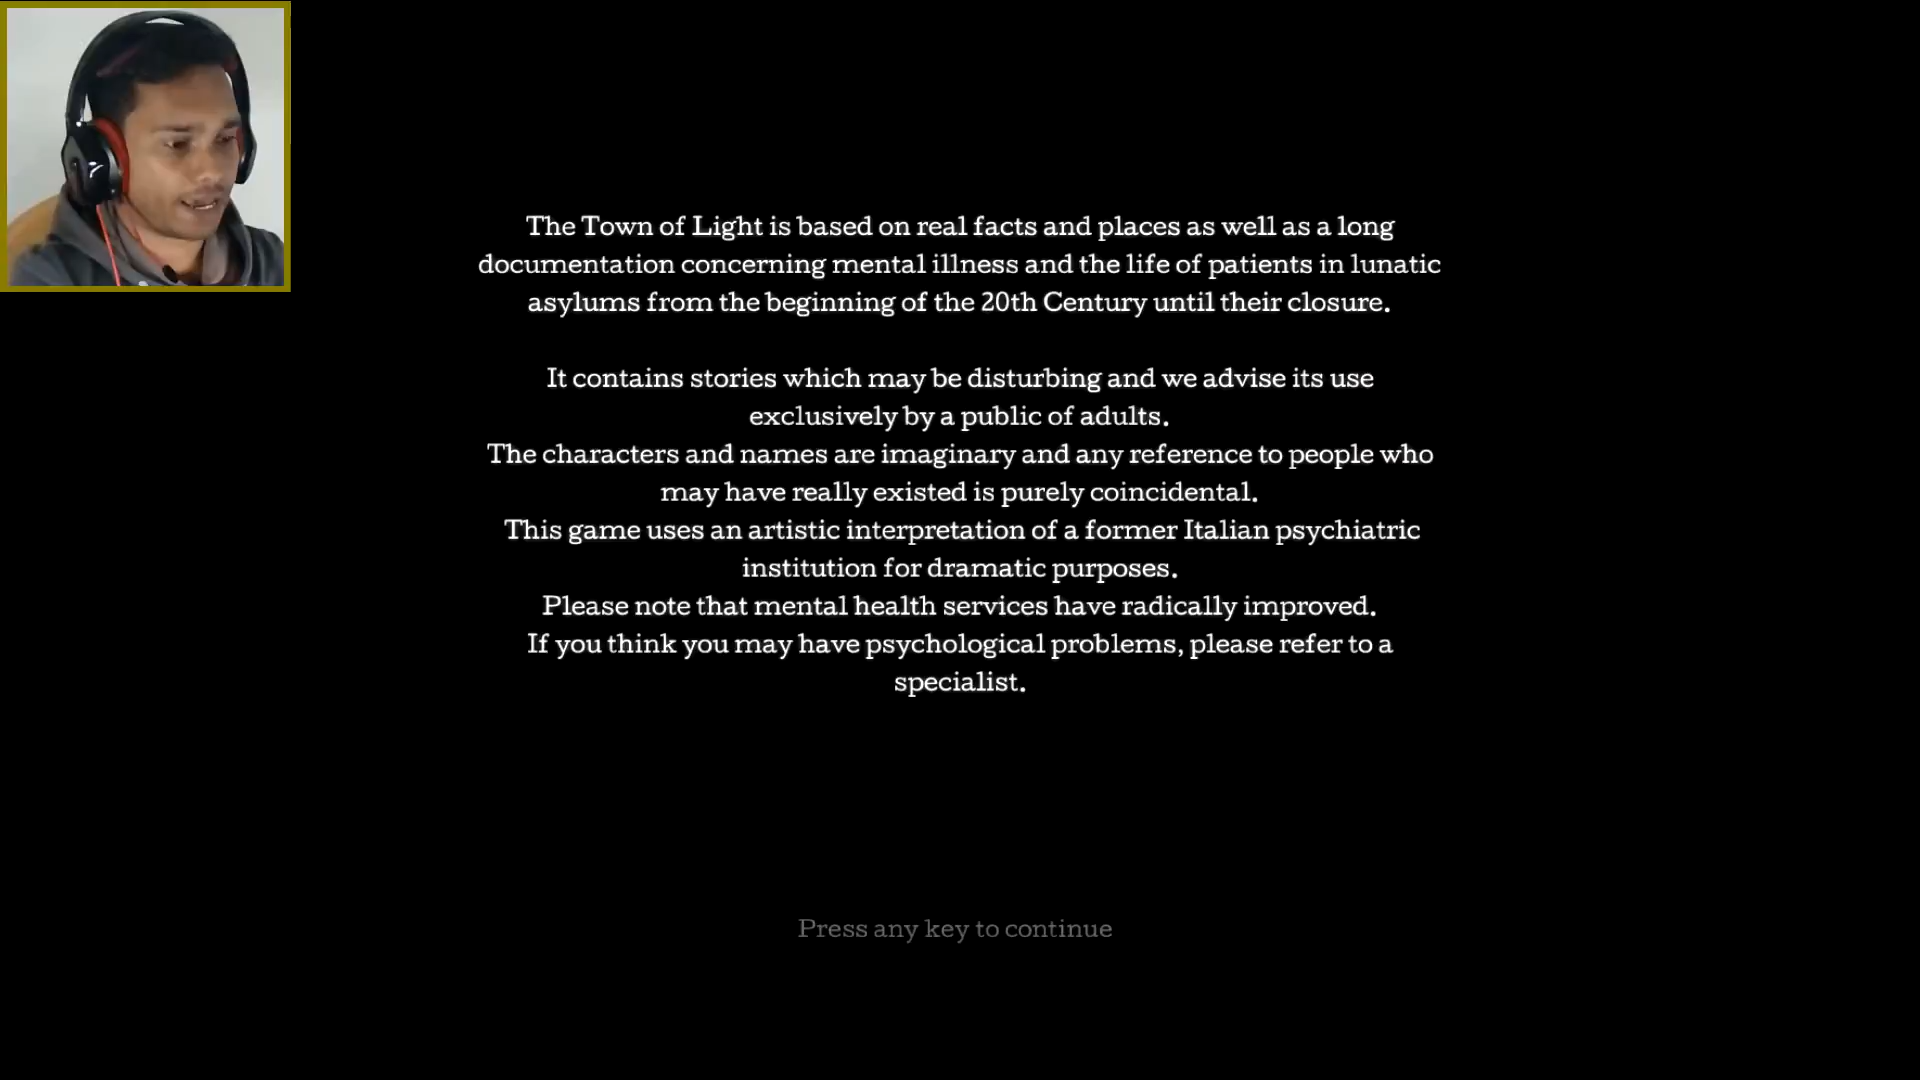 The Town of Light is based on real facts and places as well as a long
documentation concerning mental illness and the life of patients in lunatic
asylums from the beginning of the 20th Century until their closure.
It contains stories which may be disturbing and we advise its use
exclusively by a public of adults.
The characters and names are imaginary and any reference to people who
may have really existed is purely coincidental.
This game uses an artistic interpretation of a former Italian psychiatric
institution for dramatic purposes.
Please note that mental health services have radically improved.
If you think you may have psychological problems, please refer to a
specialist.
Press any key to continue